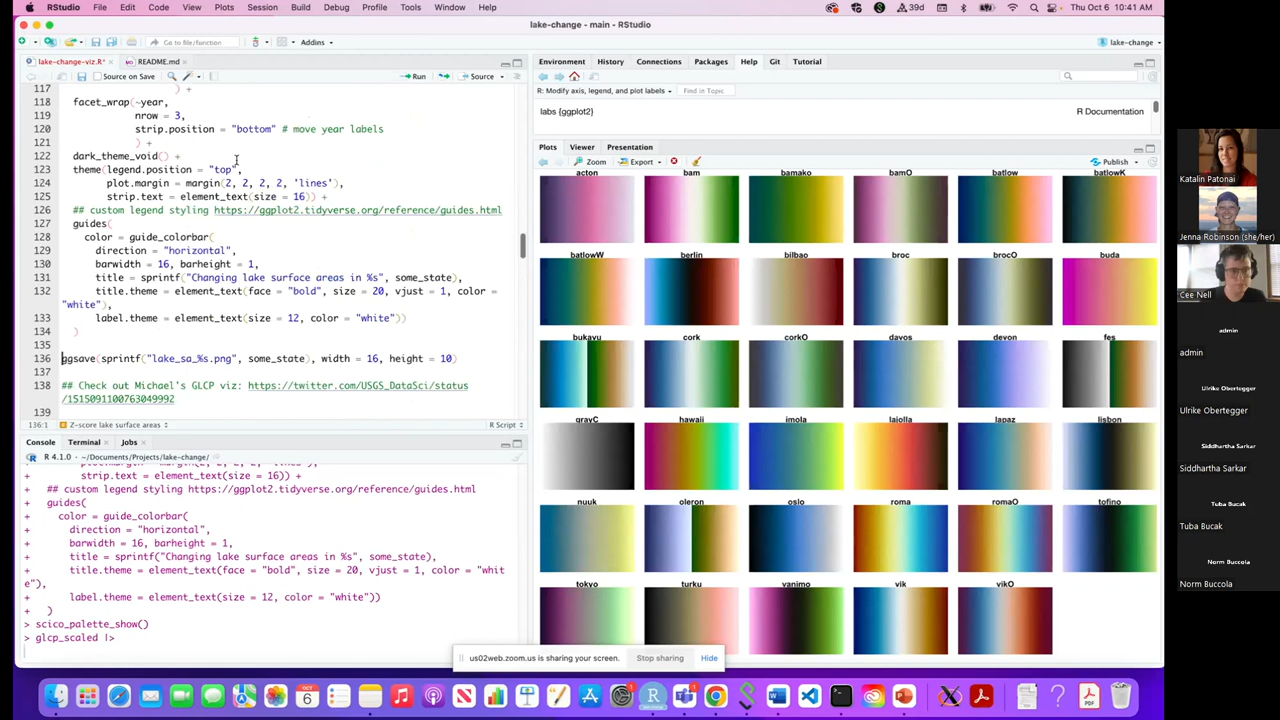 RStudio File Edit Code View Plots Session Build Debug Profile Tools Window Help 39d Thu Oct 6 10:41 AM
lake-change - main - RStudio
Go to file/function Addins lake-change
lake-change-viz.R* README.md
Source on Save Run Source
117 ) +
118 facet_wrap(~year,
119 nrow = 3,
120 strip.position = "bottom" # move year labels
121 ) +
122 dark_theme_void() +
123 theme(legend.position = "top",
124 plot.margin = margin(2, 2, 2, 2, 'lines'),
125 strip.text = element_text(size = 16)) +
126 ## custom legend styling https://ggplot2.tidyverse.org/reference/guides.html
127 guides(
128 color = guide_colorbar(
129 direction = "horizontal",
130 barwidth = 16, barheight = 1,
131 title = sprintf("Changing lake surface areas in %s", some_state),
132 title.theme = element_text(face = "bold", size = 20, vjust = 1, color =
"white"),
133 label.theme = element_text(size = 12, color = "white"))
134 )
135
136 ggsave(sprintf("lake_sa_%s.png", some_state), width = 16, height = 10)
137
138 ## Check out Michael's GLCP viz: https://twitter.com/USGS_DataSci/status
/1515091100763049992
139
136:1 Z-score lake surface areas R Script
Console Terminal Jobs
R 4.1.0 · ~/Documents/Projects/lake-change/
+ plot.margin = margin(2, 2, 2, 2, 'lines'),
+ strip.text = element_text(size = 16)) +
+ ## custom legend styling https://ggplot2.tidyverse.org/reference/guides.html
+ guides(
+ color = guide_colorbar(
+ direction = "horizontal",
+ barwidth = 16, barheight = 1,
+ title = sprintf("Changing lake surface areas in %s", some_state),
+ title.theme = element_text(face = "bold", size = 20, vjust = 1, color = "whit
e"),
+ label.theme = element_text(size = 12, color = "white"))
+ )
> scico_palette_show()
> glcp_scaled |>
Environment History Connections Packages Help Git Tutorial
R: Modify axis, legend, and plot labels Find in Topic
labs {ggplot2} R Documentation
Plots Viewer Presentation
Zoom Export Publish
acton bam bamako bamO batlow batlowK
batlowW berlin bilbao broc brocO buda
bukavu cork corkO davos devon fes
grayC hawaii imola lajolla lapaz lisbon
nuuk oleron oslo roma romaO tofino
tokyo turku vanimo vik vikO
us02web.zoom.us is sharing your screen. Stop sharing Hide
Katalin Patonai
Jenna Robinson (she/her)
Cee Nell
admin
admin
Ulrike Obertegger
Ulrike Obertegger
Siddhartha Sarkar
Siddhartha Sarkar
Tuba Bucak
Tuba Bucak
Norm Buccola
Norm Buccola